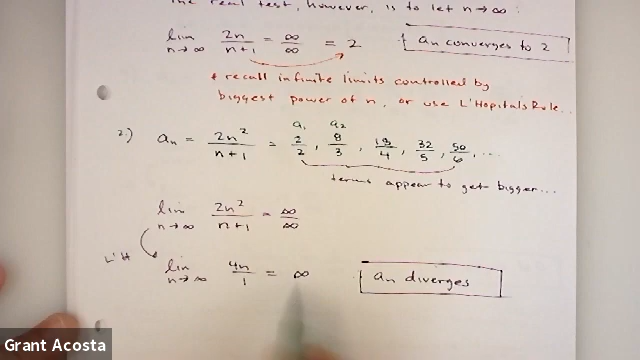 The real test, however, is to let n→∞:
lim n→∞ 2n/n+1 = ∞/∞ = 2 an converges to 2
* recall infinite limits controlled by
biggest power of n, or use L'Hopitals Rule..
2) an = 2n²/n+1 = a₁ 2/2, a₂ 8/3, 18/4, 32/5, 50/6, ...
terms appear to get bigger...
lim n→∞ 2n²/n+1 = ∞/∞
L'H lim n→∞ 4n/1 = ∞ an diverges
Grant Acosta